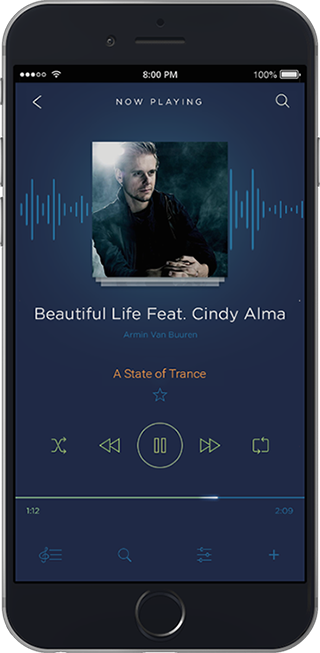 8:00 PM 100%
NOW PLAYING
Beautiful Life Feat. Cindy Alma
Armin Van Buuren
A State of Trance
1:12 2:09